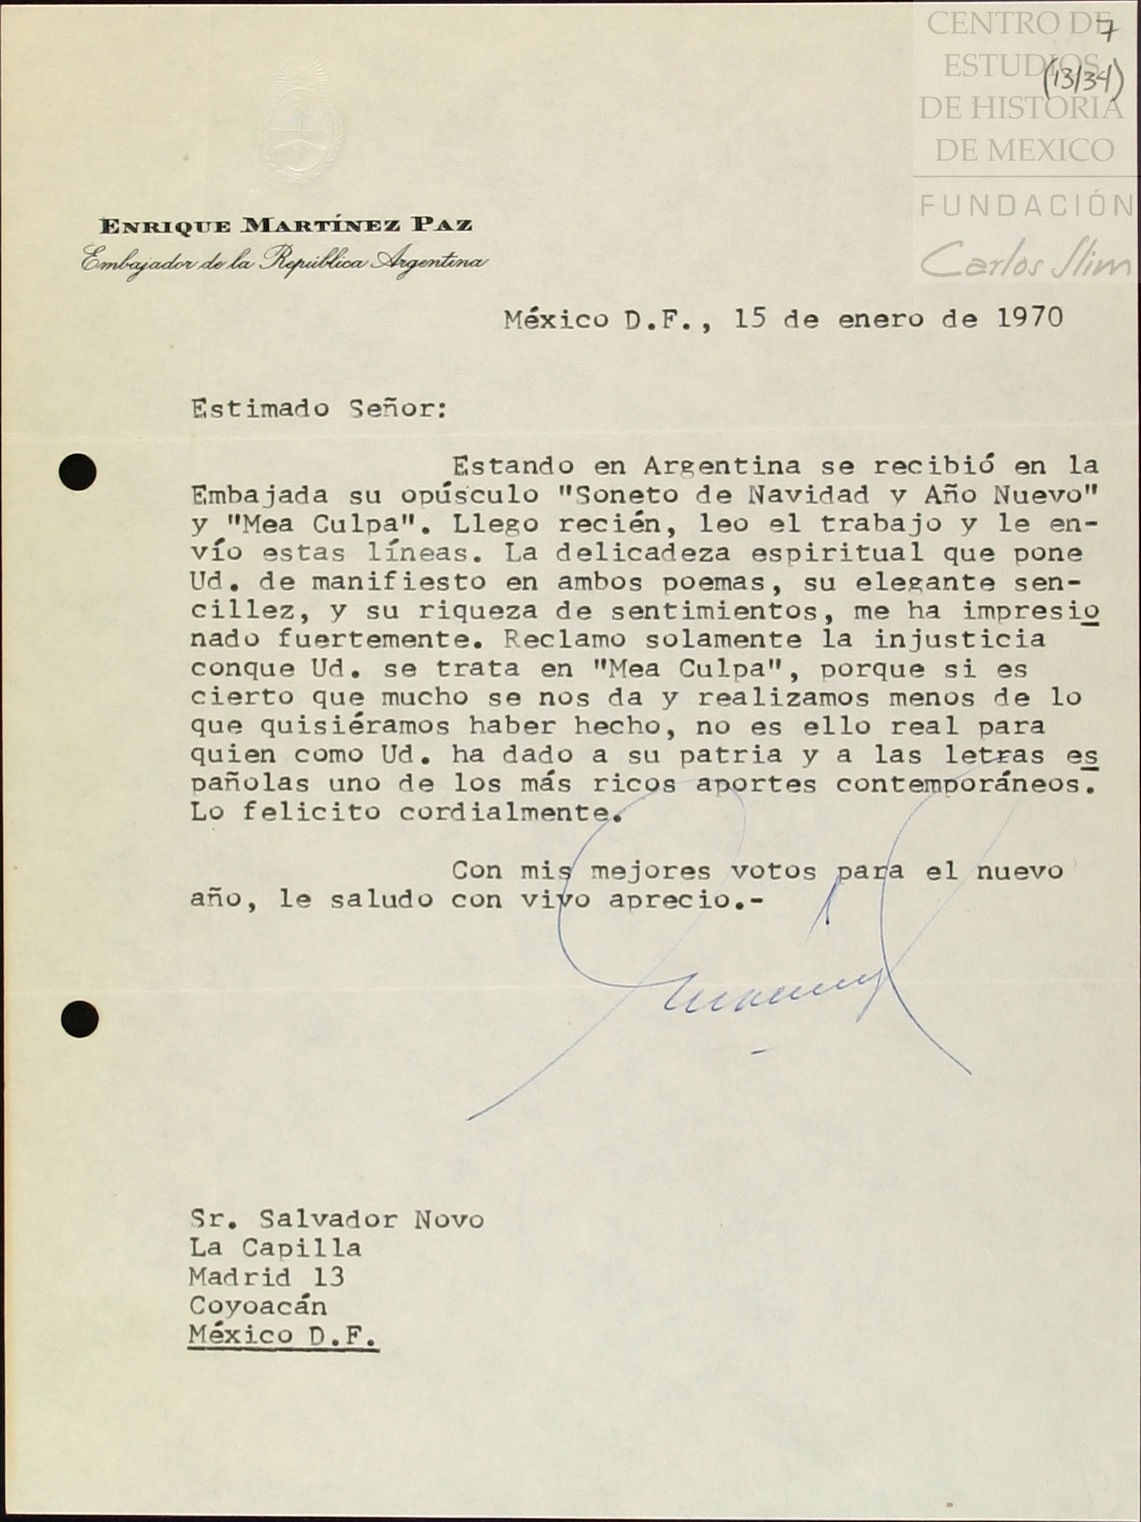 CENTRO DE
ESTUDIOS
DE HISTORIA
DE MEXICO
FUNDACIÓN
Carlos Slim
7
(13/34)
ENRIQUE MARTÍNEZ PAZ
Embajador de la República Argentina
México D.F., 15 de enero de 1970
Estimado Señor:
Estando en Argentina se recibió en la
Embajada su opúsculo "Soneto de Navidad y Año Nuevo"
y "Mea Culpa". Llego recién, leo el trabajo y le en-
vío estas líneas. La delicadeza espiritual que pone
Ud. de manifiesto en ambos poemas, su elegante sen-
cillez, y su riqueza de sentimientos, me ha impresio
nado fuertemente. Reclamo solamente la injusticia
conque Ud. se trata en "Mea Culpa", porque si es
cierto que mucho se nos da y realizamos menos de lo
que quisiéramos haber hecho, no es ello real para
quien como Ud. ha dado a su patria y a las letras es
pañolas uno de los más ricos aportes contemporáneos.
Lo felicito cordialmente.
Con mis mejores votos para el nuevo
año, le saludo con vivo aprecio.-
Sr. Salvador Novo
La Capilla
Madrid 13
Coyoacán
México D.F.